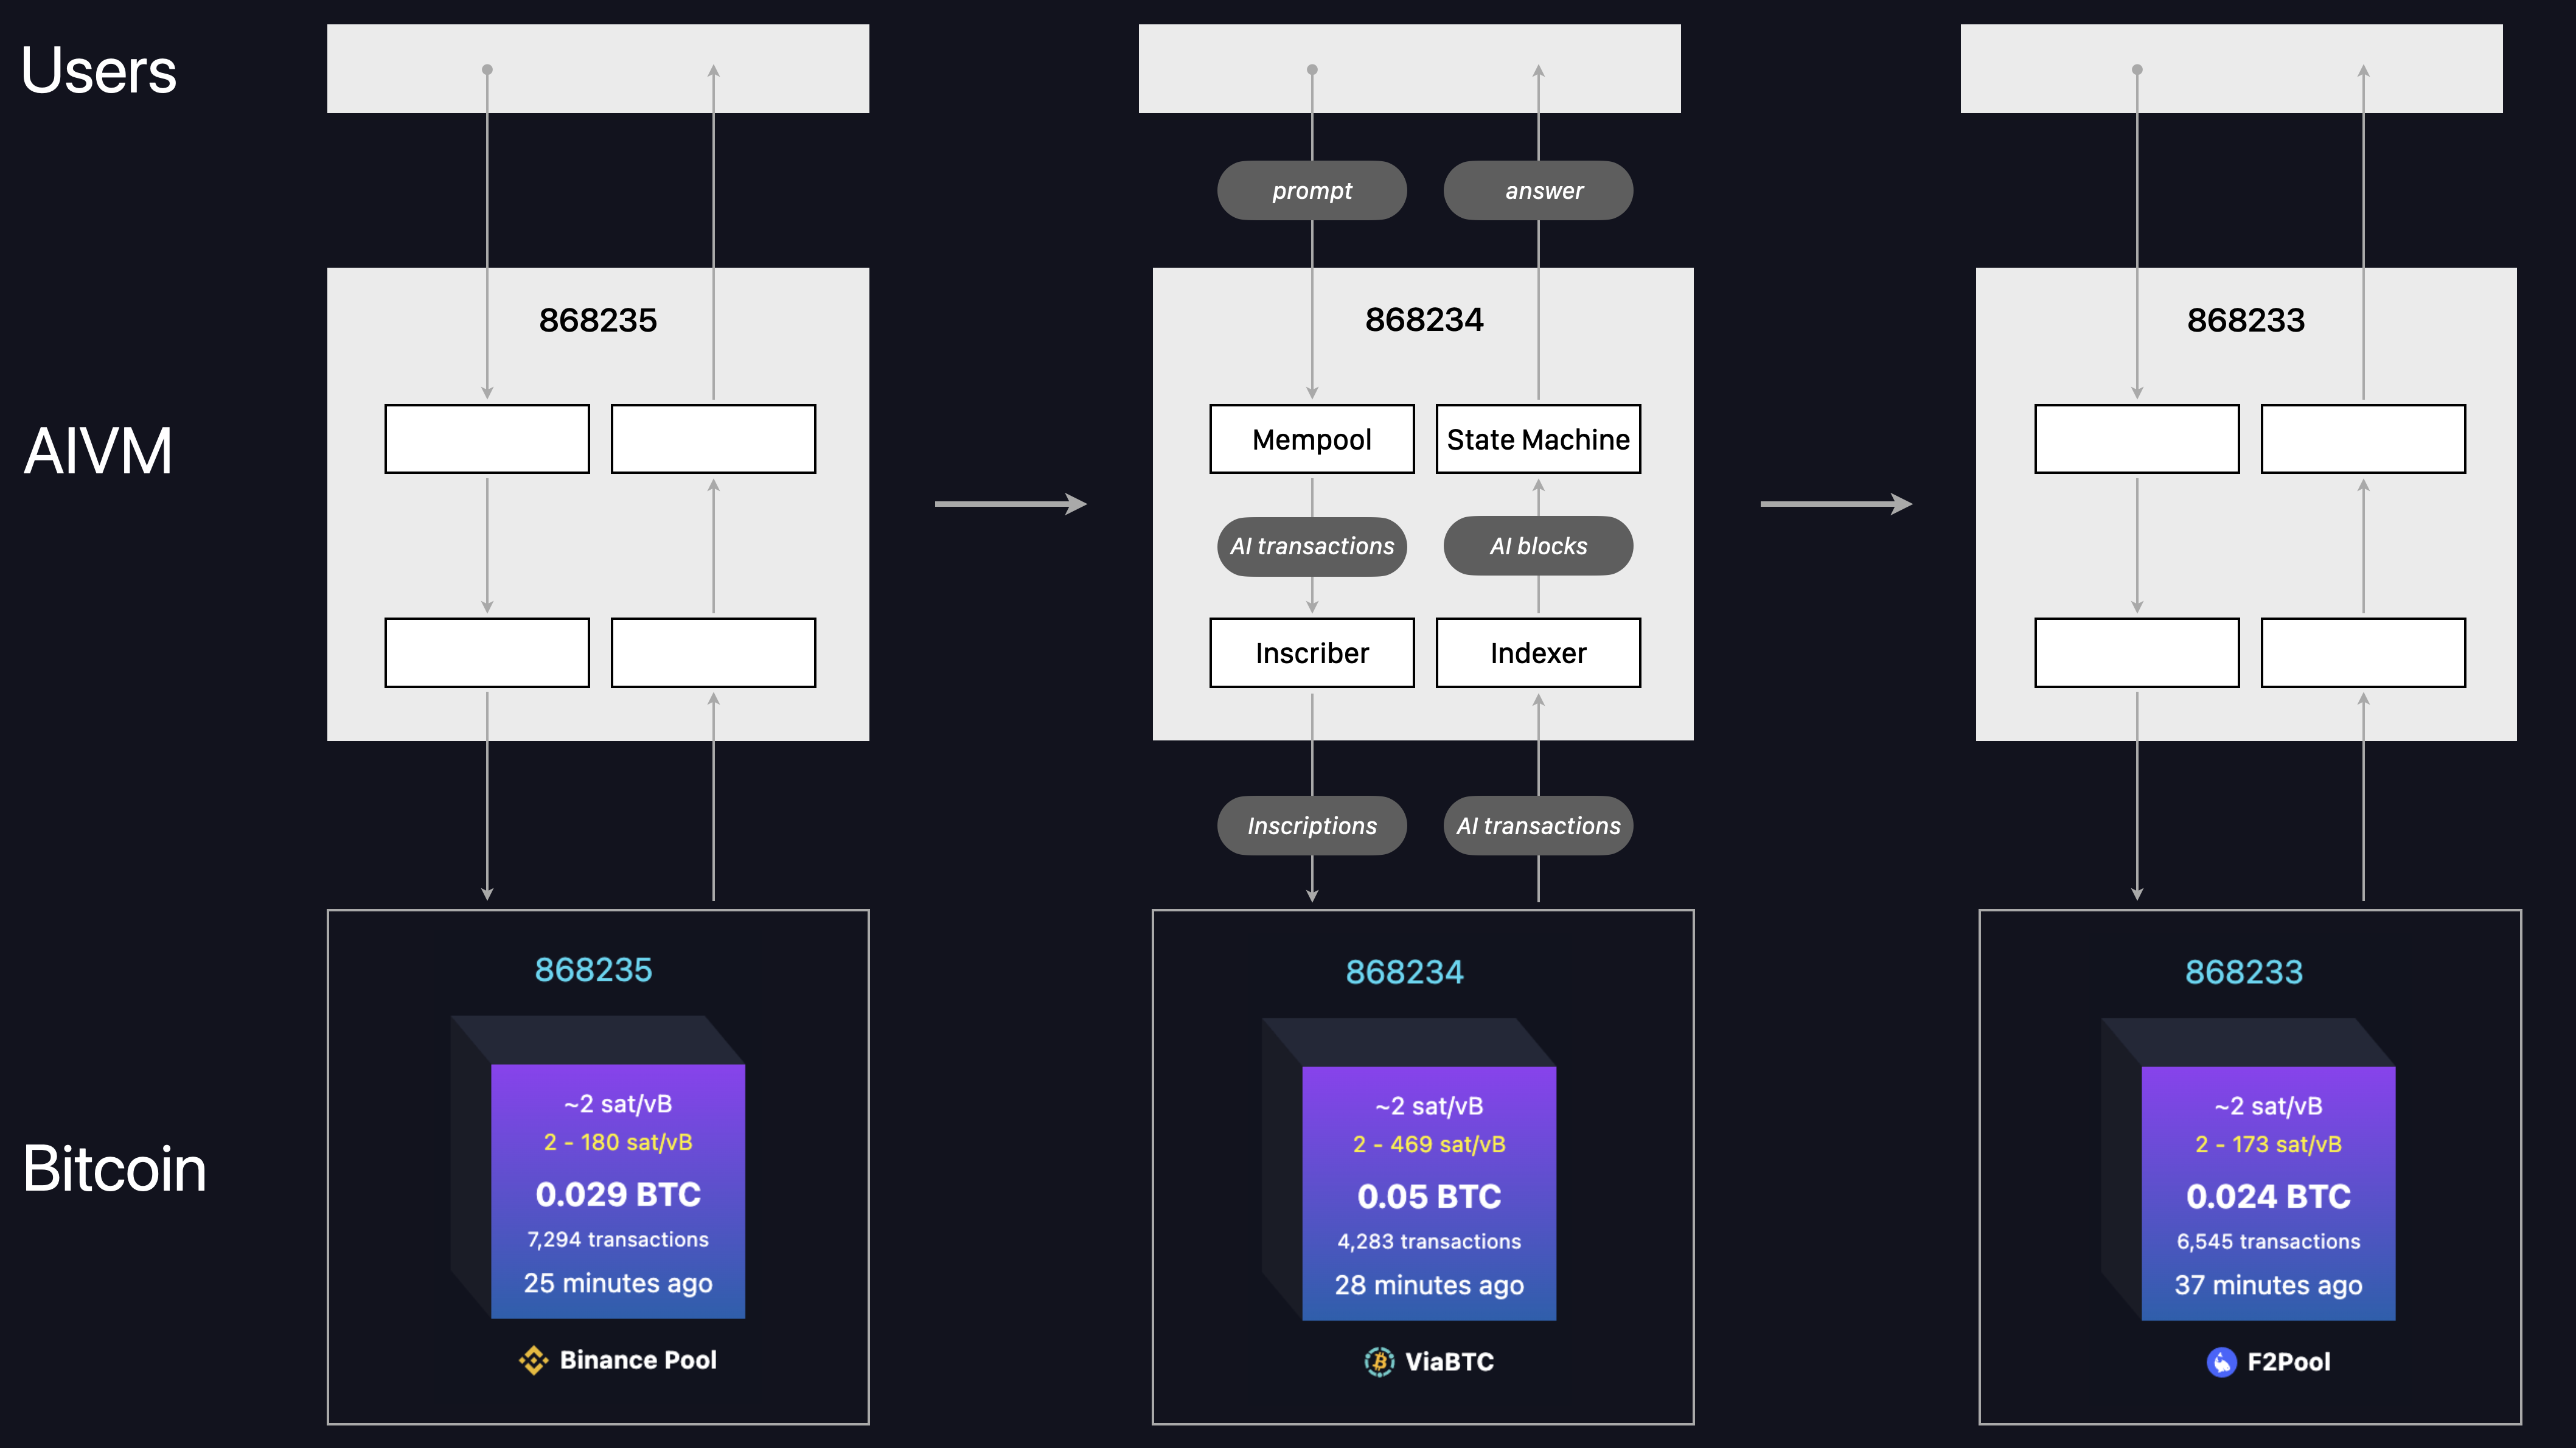 Users
prompt
answer
AIVM
868235
868234
868233
Mempool
State Machine
AI transactions
AI blocks
Inscriber
Indexer
Inscriptions
AI transactions
Bitcoin
868235
~2 sat/vB
2 - 180 sat/vB
0.029 BTC
7,294 transactions
25 minutes ago
Binance Pool
868234
~2 sat/vB
2 - 469 sat/vB
0.05 BTC
4,283 transactions
28 minutes ago
ViaBTC
868233
~2 sat/vB
2 - 173 sat/vB
0.024 BTC
6,545 transactions
37 minutes ago
F2Pool